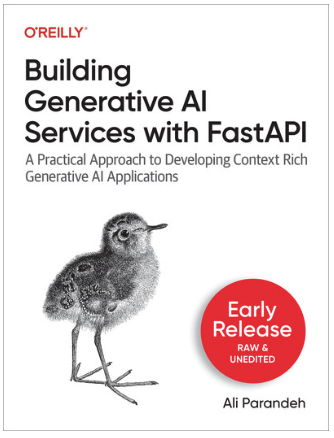 O'REILLY®
Building
Generative AI
Services with FastAPI
A Practical Approach to Developing Context Rich
Generative AI Applications
Early
Release
RAW &
UNEDITED
Ali Parandeh